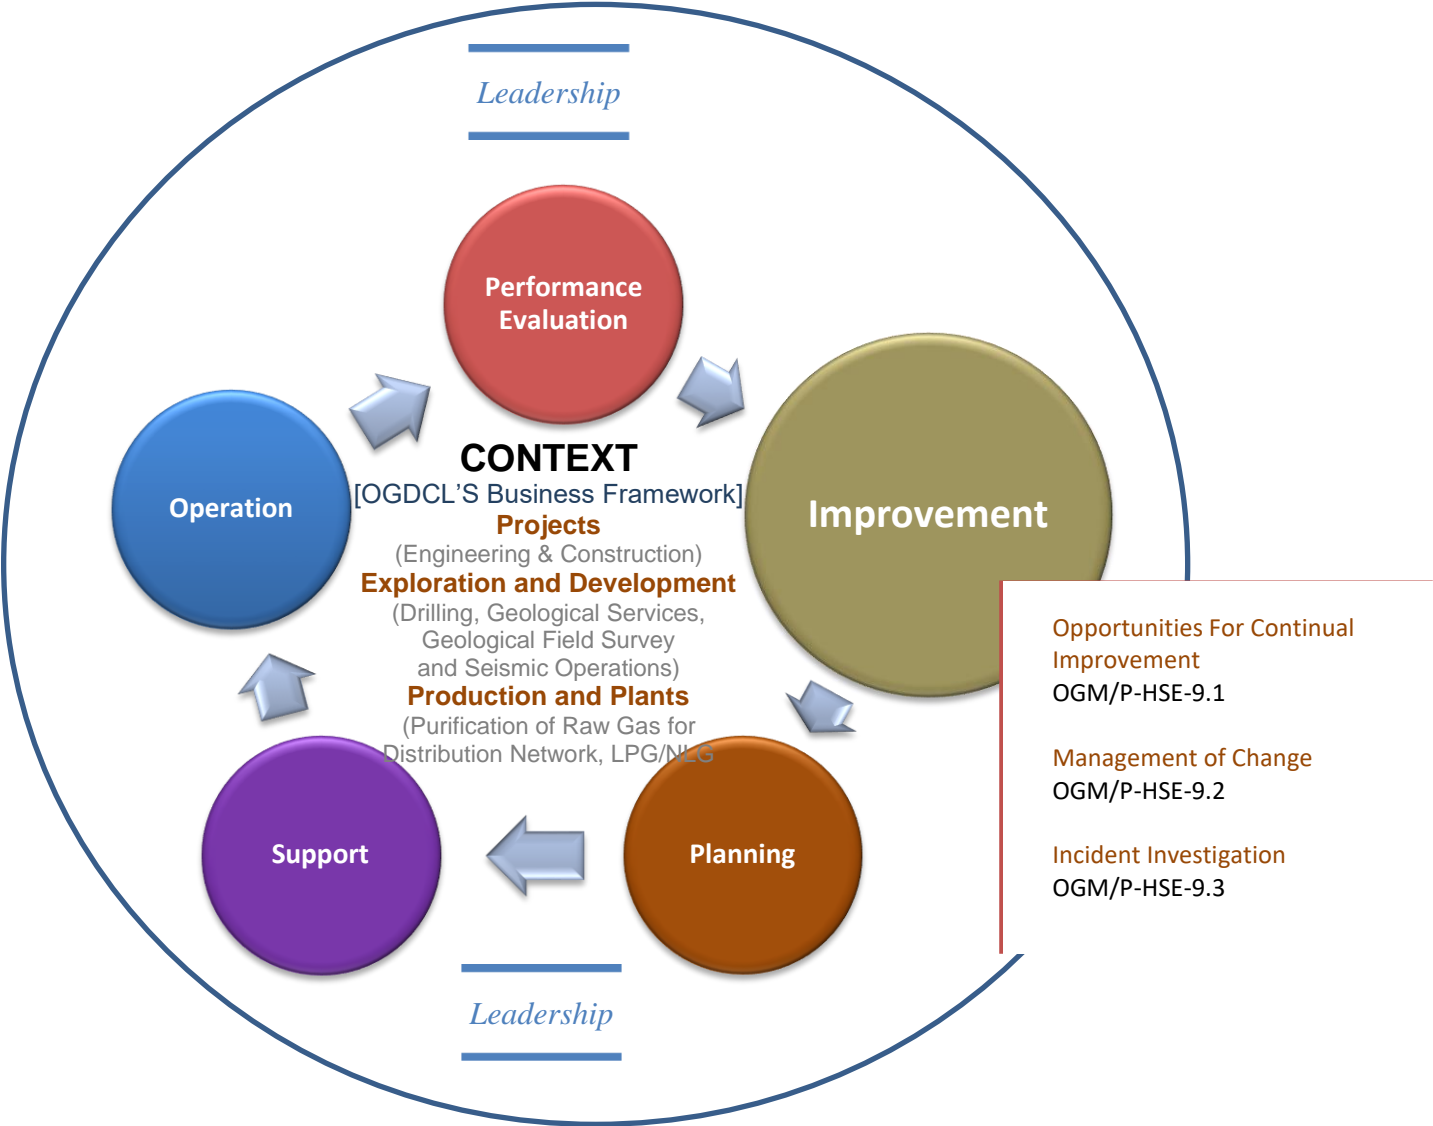 Leadership
Performance
Evaluation
Operation
CONTEXT
[OGDCL'S Business Framework]
Projects
(Engineering & Construction)
Exploration and Development
(Drilling, Geological Services,
Geological Field Survey
and Seismic Operations)
Production and Plants
(Purification of Raw Gas for
Distribution Network, LPG/NLG
Improvement
Opportunities For Continual
Improvement
OGM/P-HSE-9.1
Management of Change
OGM/P-HSE-9.2
Incident Investigation
OGM/P-HSE-9.3
Support
Planning
Leadership